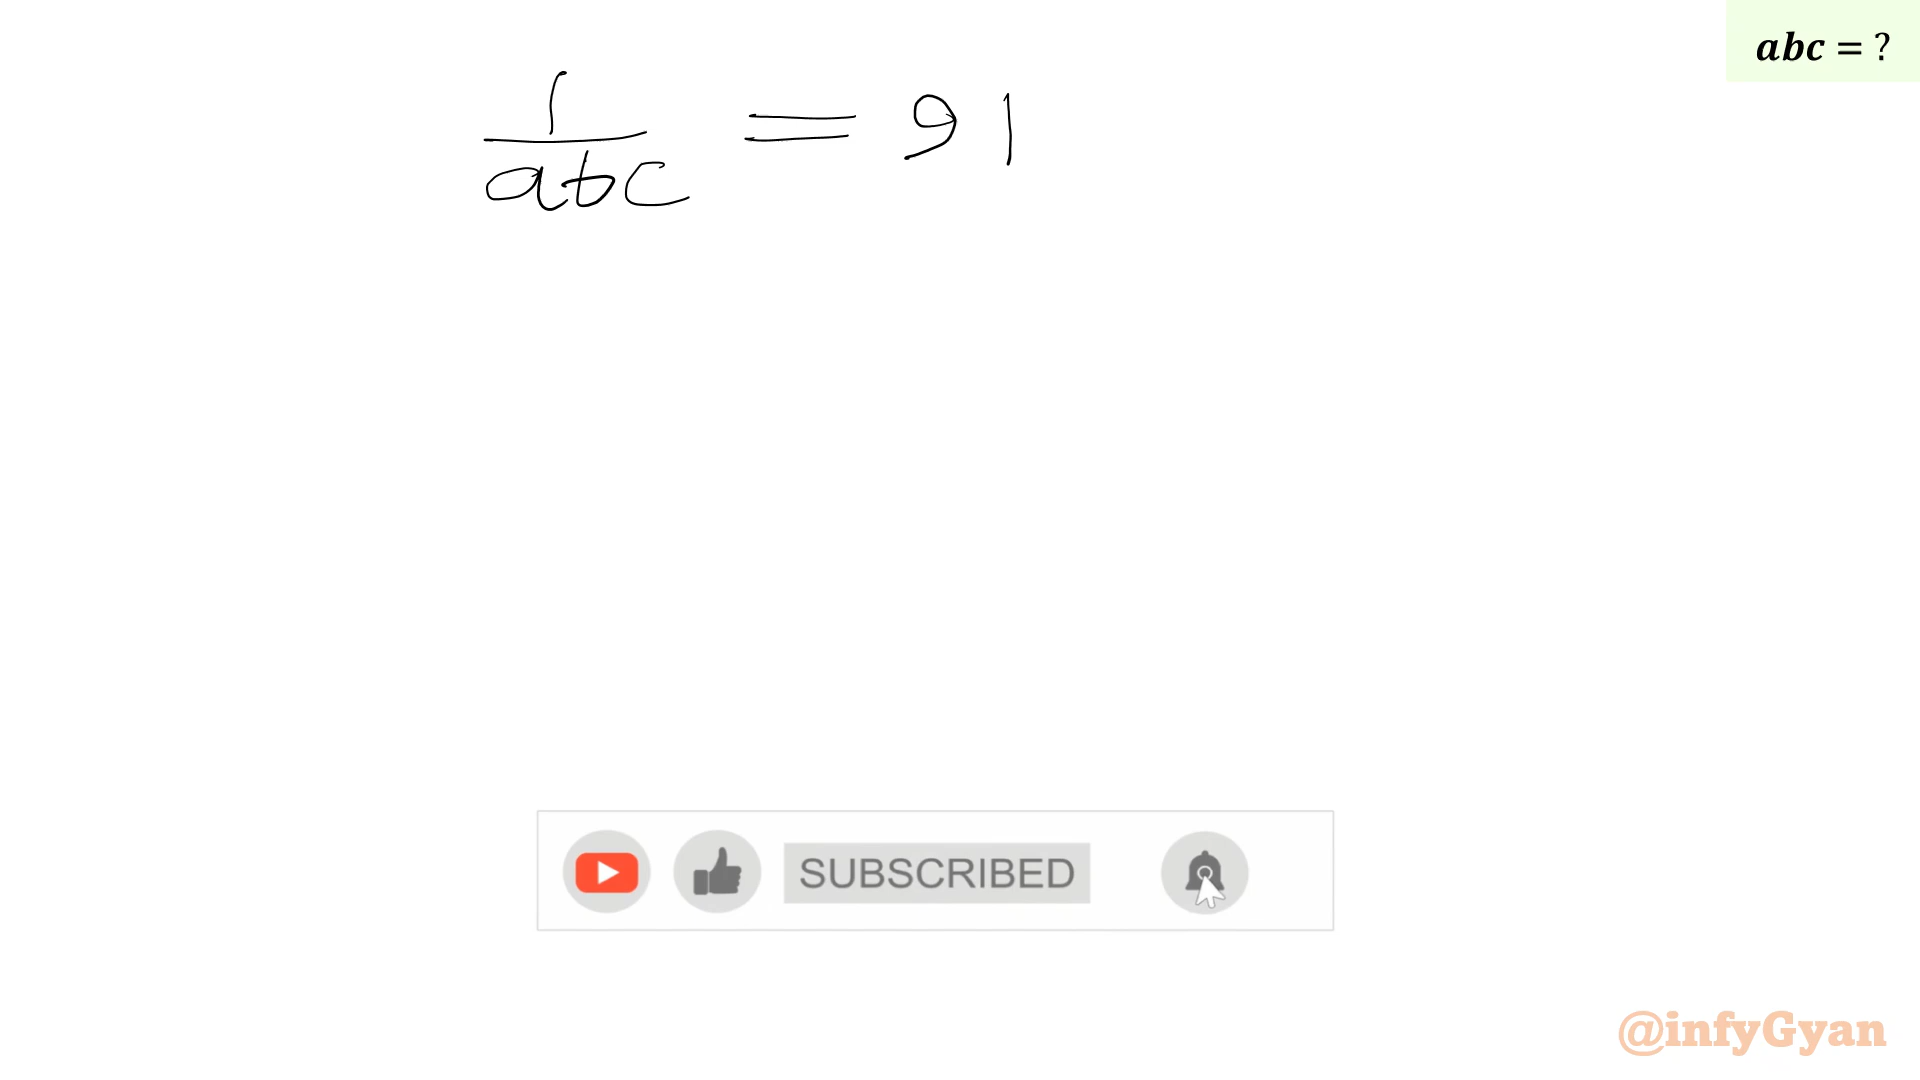 abc = ?
1/abc = 91
SUBSCRIBED
@infyGyan